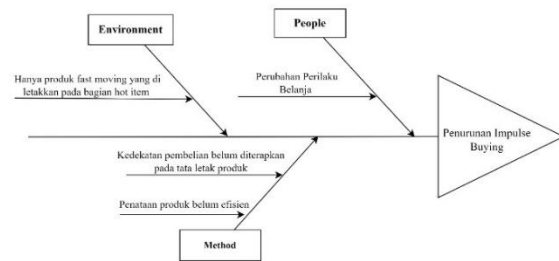 Environment
People
Hanya produk fast moving yang di
letakkan pada bagian hot item
Perubahan Perilaku
Belanja
Penurunan Impulse
Buying
Kedekatan pembelian belum diterapkan
pada tata letak produk
Penataan produk belum efisien
Method